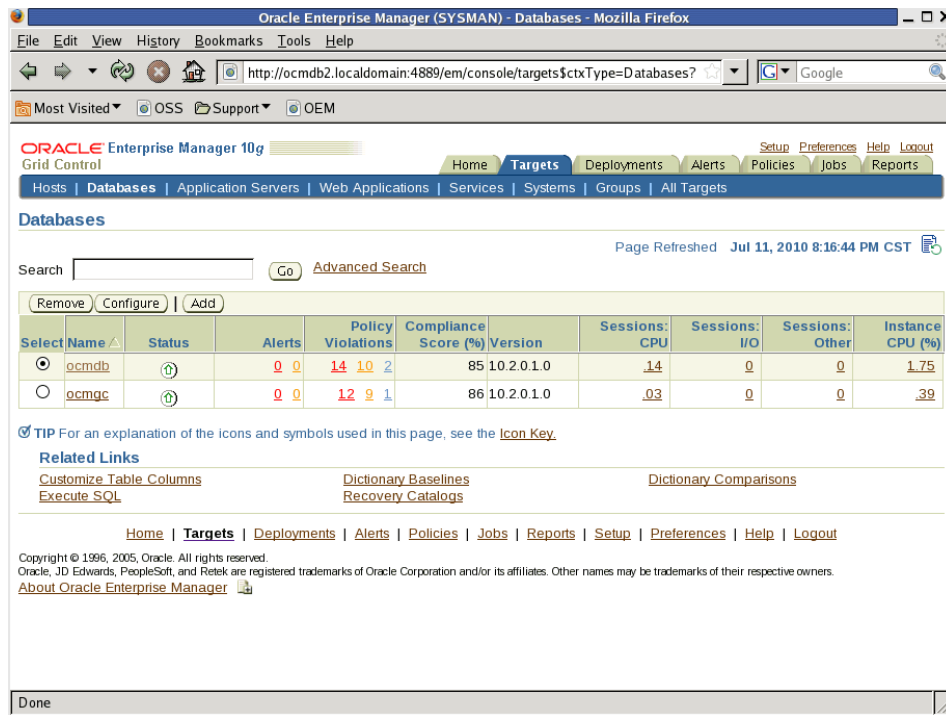 Oracle Enterprise Manager (SYSMAN) - Databases - Mozilla Firefox
File Edit View History Bookmarks Tools Help
http://ocmdb2.localdomain:4889/em/console/targets$ctxType=Databases? G Google
Most Visited OSS Support OEM
ORACLE Enterprise Manager 10g Setup Preferences Help Logout
Grid Control Home Targets Deployments Alerts Policies Jobs Reports
Hosts | Databases | Application Servers | Web Applications | Services | Systems | Groups | All Targets
Databases
Page Refreshed Jul 11, 2010 8:16:44 PM CST
Search Go Advanced Search
Remove Configure | Add
Select Name Status Alerts Policy Violations Compliance Score (%) Version Sessions: CPU Sessions: I/O Sessions: Other Instance CPU (%)
ocmdb 0 0 14 10 2 85 10.2.0.1.0 .14 0 0 1.75
ocmgc 0 0 12 9 1 86 10.2.0.1.0 .03 0 0 .39
TIP For an explanation of the icons and symbols used in this page, see the Icon Key.
Related Links
Customize Table Columns Dictionary Baselines Dictionary Comparisons
Execute SQL Recovery Catalogs
Home | Targets | Deployments | Alerts | Policies | Jobs | Reports | Setup | Preferences | Help | Logout
Copyright © 1996, 2005, Oracle. All rights reserved.
Oracle, JD Edwards, PeopleSoft, and Retek are registered trademarks of Oracle Corporation and/or its affiliates. Other names may be trademarks of their respective owners.
About Oracle Enterprise Manager
Done